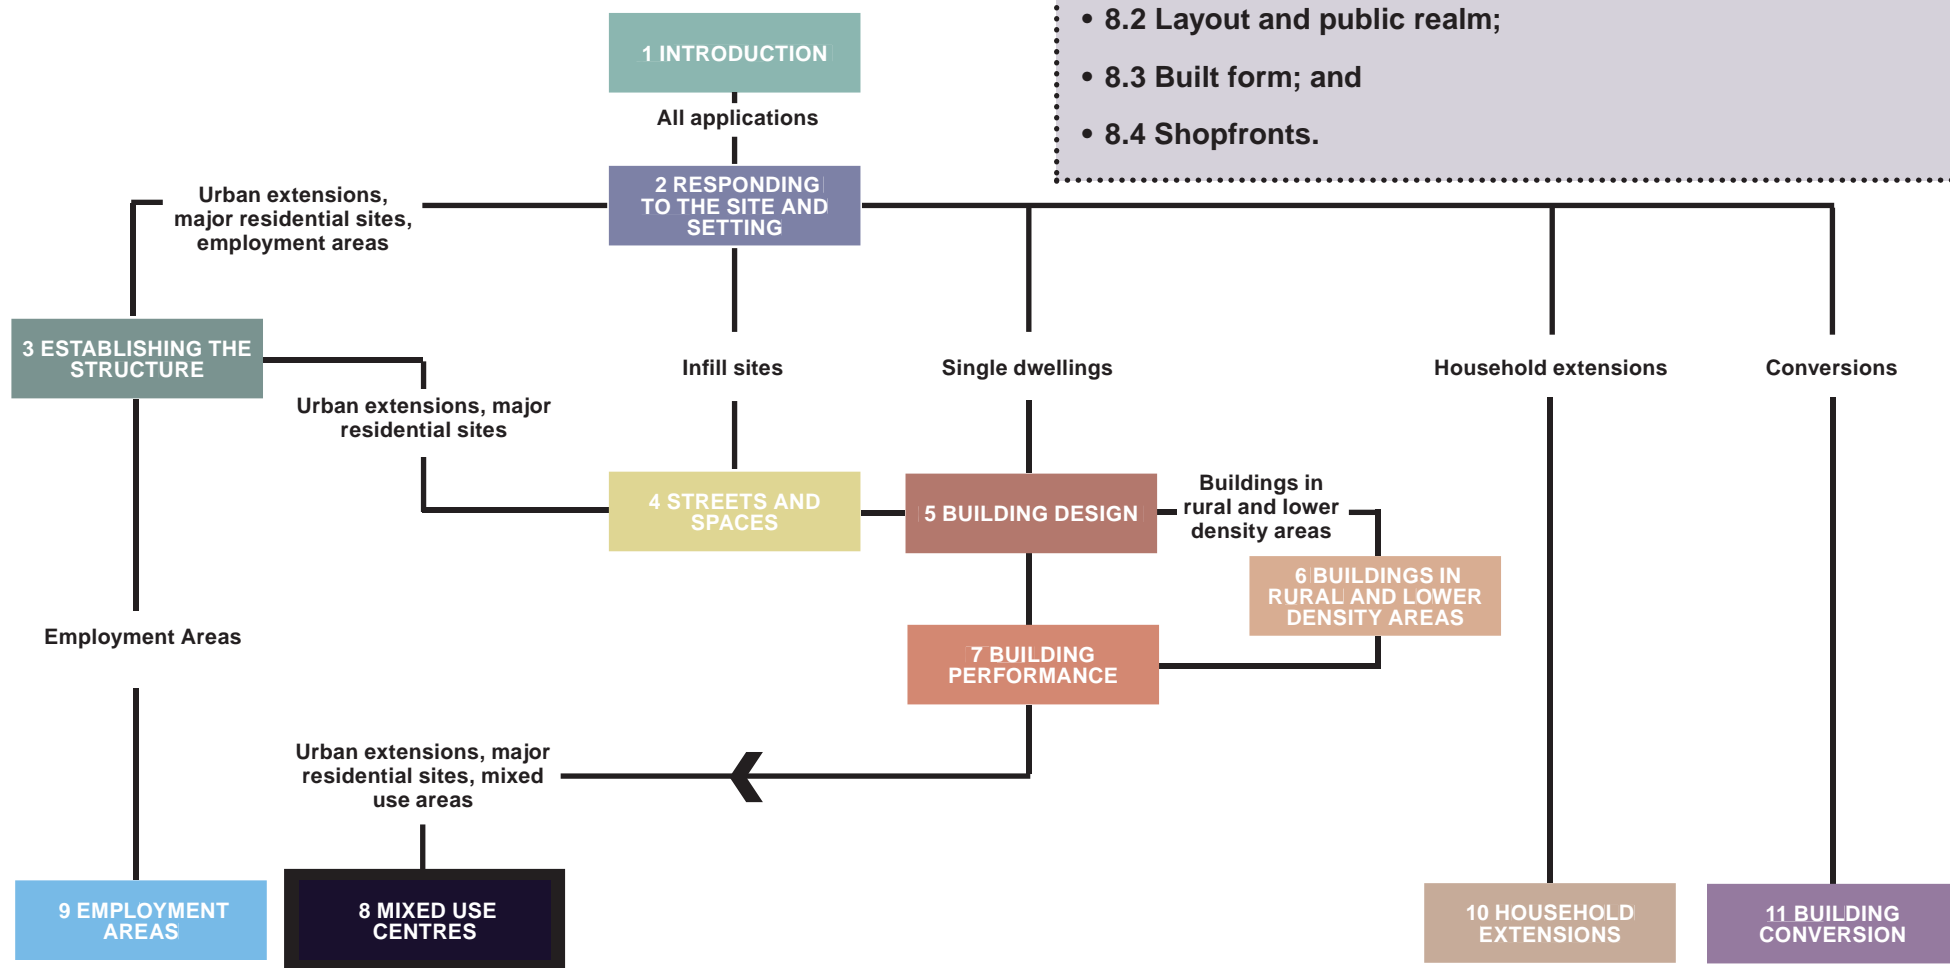 • 8.2 Layout and public realm;
• 8.3 Built form; and
• 8.4 Shopfronts.
1 INTRODUCTION
All applications
2 RESPONDING
TO THE SITE AND
SETTING
Urban extensions,
major residential sites,
employment areas
3 ESTABLISHING THE
STRUCTURE
Infill sites
Single dwellings
Household extensions
Conversions
Urban extensions, major
residential sites
4 STREETS AND
SPACES
5 BUILDING DESIGN
Buildings in
rural and lower
density areas
6 BUILDINGS IN
RURAL AND LOWER
DENSITY AREAS
Employment Areas
7 BUILDING
PERFORMANCE
Urban extensions, major
residential sites, mixed
use areas
9 EMPLOYMENT
AREAS
8 MIXED USE
CENTRES
10 HOUSEHOLD
EXTENSIONS
11 BUILDING
CONVERSION